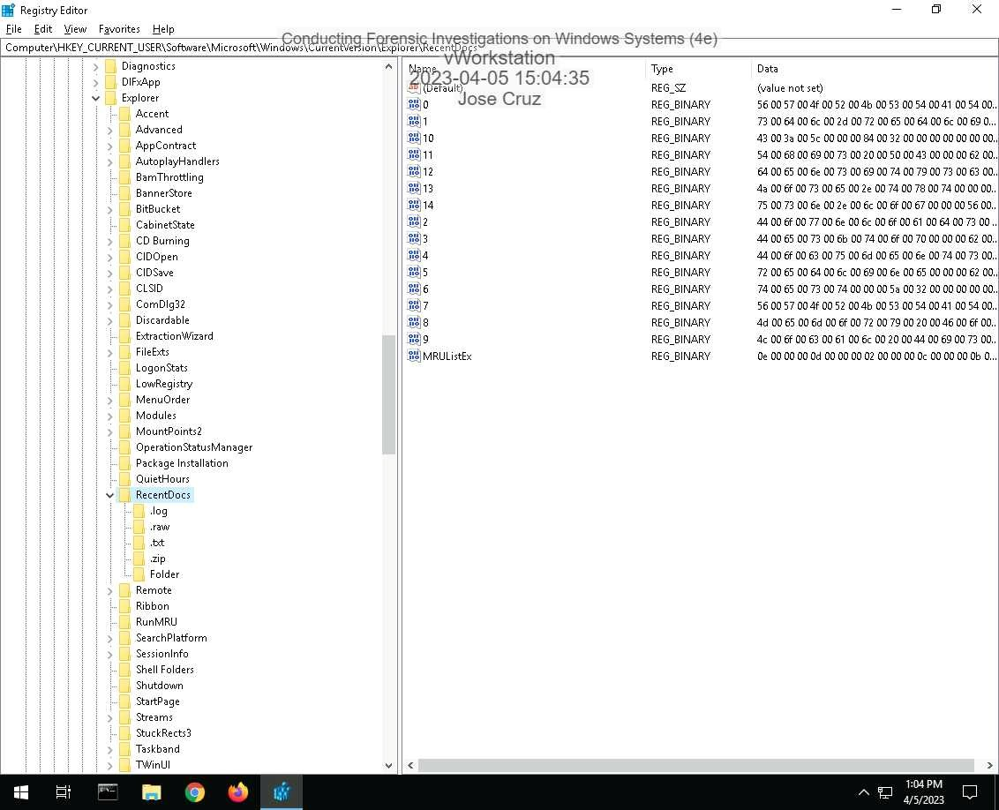 Registry Editor
File Edit View Favorites Help
Computer\HKEY_CURRENT_USER\Software\Microsoft\Windows\CurrentVersion\Explorer\RecentDocs
Conducting Forensic Investigations on Windows Systems (4e)
vWorkstation
2023-04-05 15:04:35
Jose Cruz
Diagnostics
DIFxApp
Explorer
Accent
Advanced
AppContract
AutoplayHandlers
BamThrottling
BannerStore
BitBucket
CabinetState
CD Burning
CIDOpen
CIDSave
CLSID
ComDlg32
Discardable
ExtractionWizard
FileExts
LogonStats
LowRegistry
MenuOrder
Modules
MountPoints2
OperationStatusManager
Package Installation
QuietHours
RecentDocs
.log
.raw
.txt
.zip
Folder
Remote
Ribbon
RunMRU
SearchPlatform
SessionInfo
Shell Folders
Shutdown
StartPage
Streams
StuckRects3
Taskband
TWinUI
Name Type Data
(Default) REG_SZ (value not set)
0 REG_BINARY 56 00 57 00 4f 00 52 00 4b 00 53 00 54 00 41 00 54 00...
1 REG_BINARY 73 00 64 00 6c 00 2d 00 72 00 65 00 64 00 6c 00 69 0...
10 REG_BINARY 43 00 3a 00 5c 00 00 00 84 00 32 00 00 00 00 00 00 00...
11 REG_BINARY 54 00 68 00 69 00 73 00 20 00 50 00 43 00 00 00 62 00...
12 REG_BINARY 64 00 65 00 6e 00 73 00 69 00 74 00 79 00 73 00 63 00...
13 REG_BINARY 4a 00 6f 00 73 00 65 00 2e 00 74 00 78 00 74 00 00 00...
14 REG_BINARY 75 00 73 00 6e 00 2e 00 6c 00 6f 00 67 00 00 00 56 00...
2 REG_BINARY 44 00 6f 00 77 00 6e 00 6c 00 6f 00 61 00 64 00 73 00 ...
3 REG_BINARY 44 00 65 00 73 00 6b 00 74 00 6f 00 70 00 00 00 62 00...
4 REG_BINARY 44 00 6f 00 63 00 75 00 6d 00 65 00 6e 00 74 00 73 00...
5 REG_BINARY 72 00 65 00 64 00 6c 00 69 00 6e 00 65 00 00 00 62 00...
6 REG_BINARY 74 00 65 00 73 00 74 00 00 00 5a 00 32 00 00 00 00 00...
7 REG_BINARY 56 00 57 00 4f 00 52 00 4b 00 53 00 54 00 41 00 54 00...
8 REG_BINARY 4d 00 65 00 6d 00 6f 00 72 00 79 00 20 00 46 00 6f 00...
9 REG_BINARY 4c 00 6f 00 63 00 61 00 6c 00 20 00 44 00 69 00 73 00 ...
MRUListEx REG_BINARY 0e 00 00 00 0d 00 00 00 02 00 00 00 0c 00 00 00 0b 0...
1:04 PM
4/5/2023